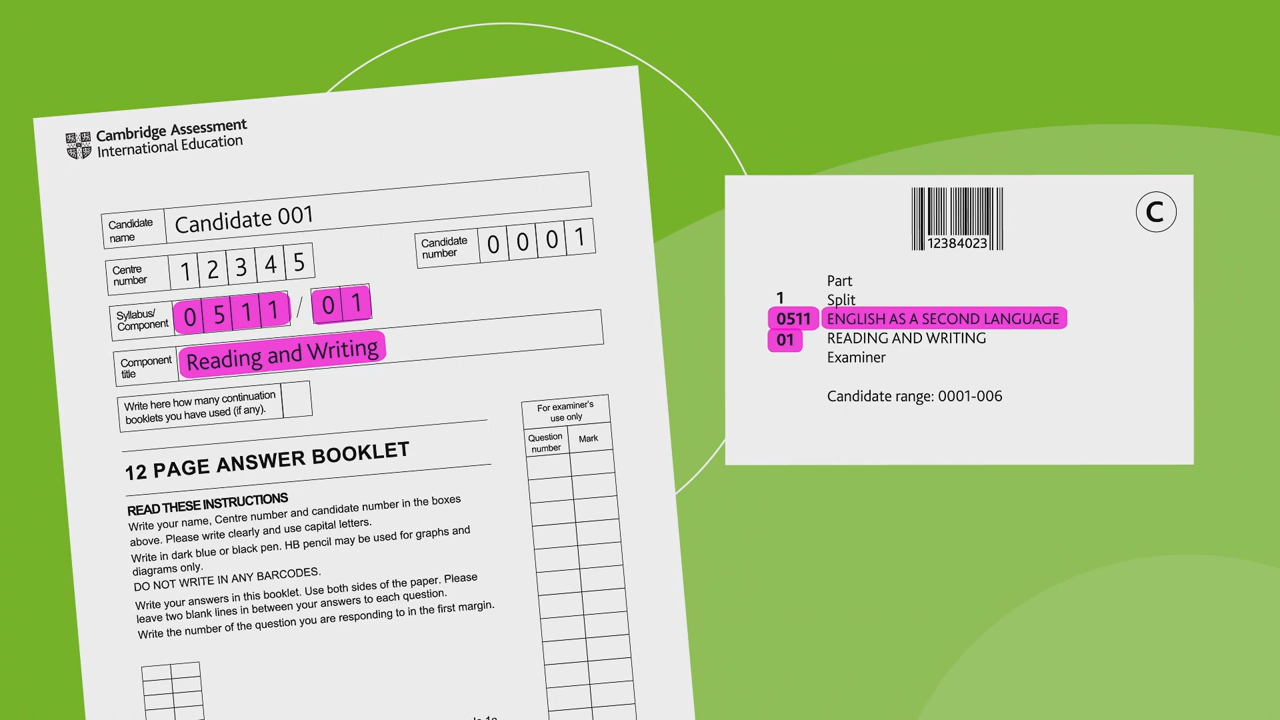 Cambridge Assessment
International Education
Candidate name
Candidate 001
Centre number
1 2 3 4 5
Candidate number
0 0 0 1
Syllabus/
Component
0 5 1 1 / 0 1
Component title
Reading and Writing
Write here how many continuation
booklets you have used (if any).
12 PAGE ANSWER BOOKLET
READ THESE INSTRUCTIONS
Write your name, Centre number and candidate number in the boxes
above. Please write clearly and use capital letters.
Write in dark blue or black pen. HB pencil may be used for graphs and
diagrams only.
DO NOT WRITE IN ANY BARCODES.
Write your answers in this booklet. Use both sides of the paper. Please
leave two blank lines in between your answers to each question.
Write the number of the question you are responding to in the first margin.
For examiner's
use only
Question number
Mark
12384023
C
Part
1 Split
0511 ENGLISH AS A SECOND LANGUAGE
01 READING AND WRITING
Examiner
Candidate range: 0001-006